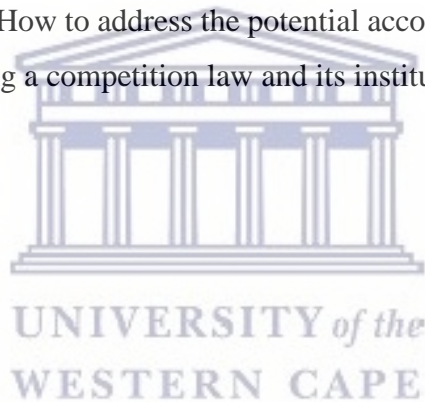 How to address the potential acco
g a competition law and its institu
UNIVERSITY of the
WESTERN CAPE